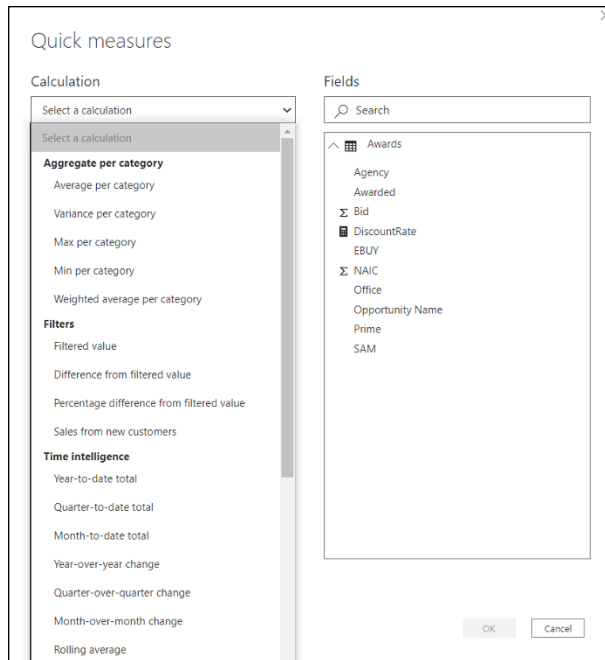 Quick measures
Calculation
Select a calculation
Select a calculation
Aggregate per category
Average per category
Variance per category
Max per category
Min per category
Weighted average per category
Filters
Filtered value
Difference from filtered value
Percentage difference from filtered value
Sales from new customers
Time intelligence
Year-to-date total
Quarter-to-date total
Month-to-date total
Year-over-year change
Quarter-over-quarter change
Month-over-month change
Rolling average
Fields
Search
Awards
Agency
Awarded
Σ Bid
DiscountRate
EBUY
Σ NAIC
Office
Opportunity Name
Prime
SAM
OK
Cancel